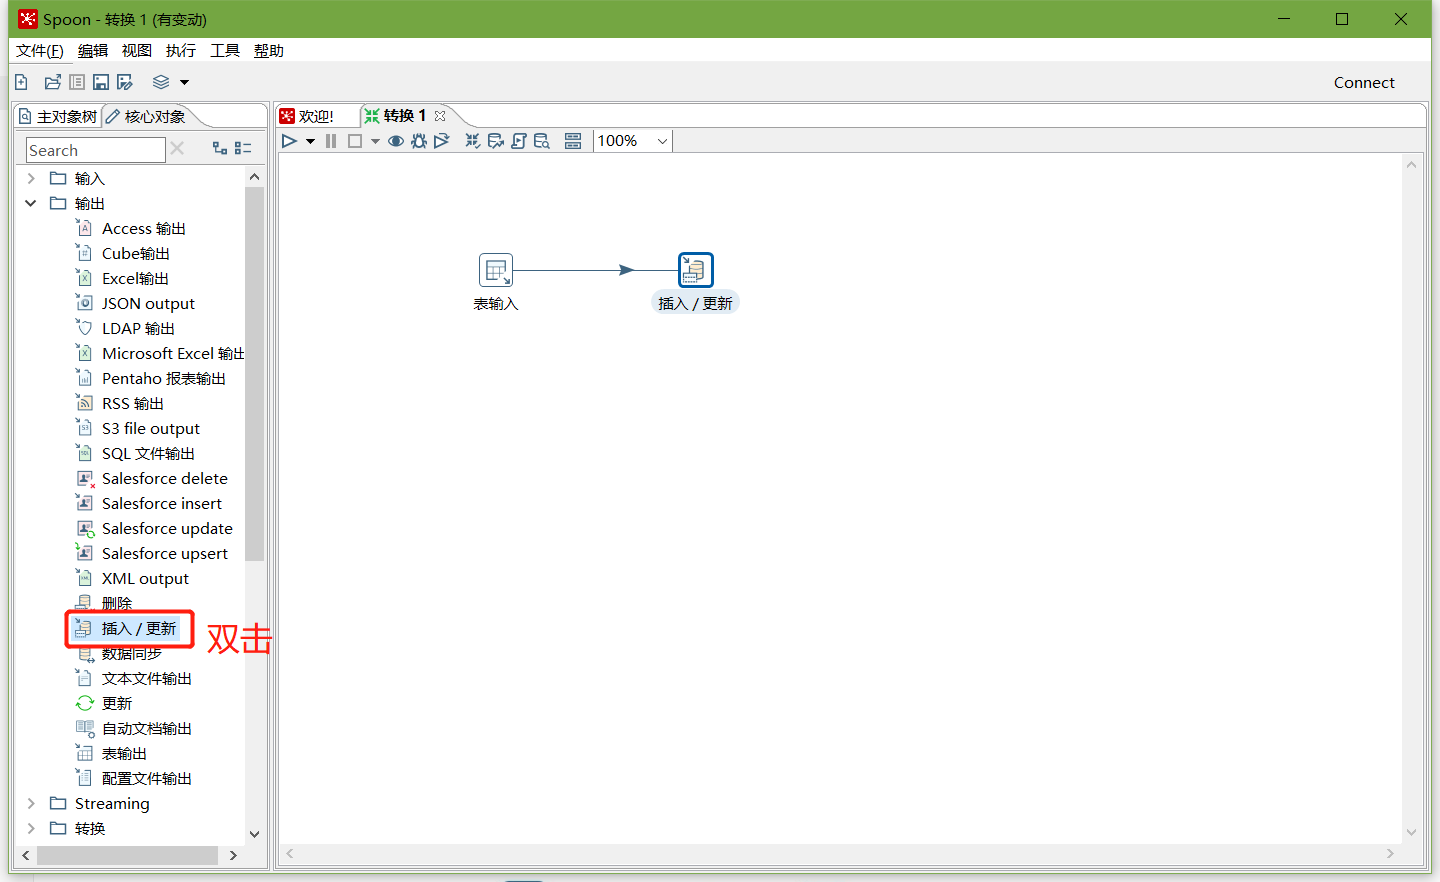 Spoon - 转换 1 (有变动)
文件(F) 编辑 视图 执行 工具 帮助
Connect
主对象树 核心对象
欢迎! 转换 1
Search
100%
输入
输出
Access 输出
Cube输出
Excel输出
JSON output
LDAP 输出
Microsoft Excel 输出
Pentaho 报表输出
RSS 输出
S3 file output
SQL 文件输出
Salesforce delete
Salesforce insert
Salesforce update
Salesforce upsert
XML output
删除
插入 / 更新
双击
数据同步
文本文件输出
更新
自动文档输出
表输出
配置文件输出
Streaming
转换
表输入
插入 / 更新